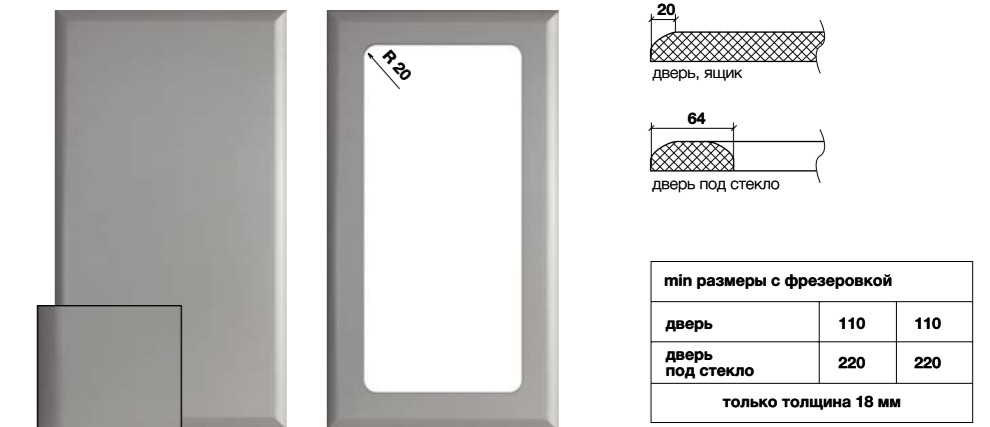 R 20
20
дверь, ящик
64
дверь под стекло
min размеры с фрезеровкой
дверь 110 110
дверь
под стекло 220 220
только толщина 18 мм